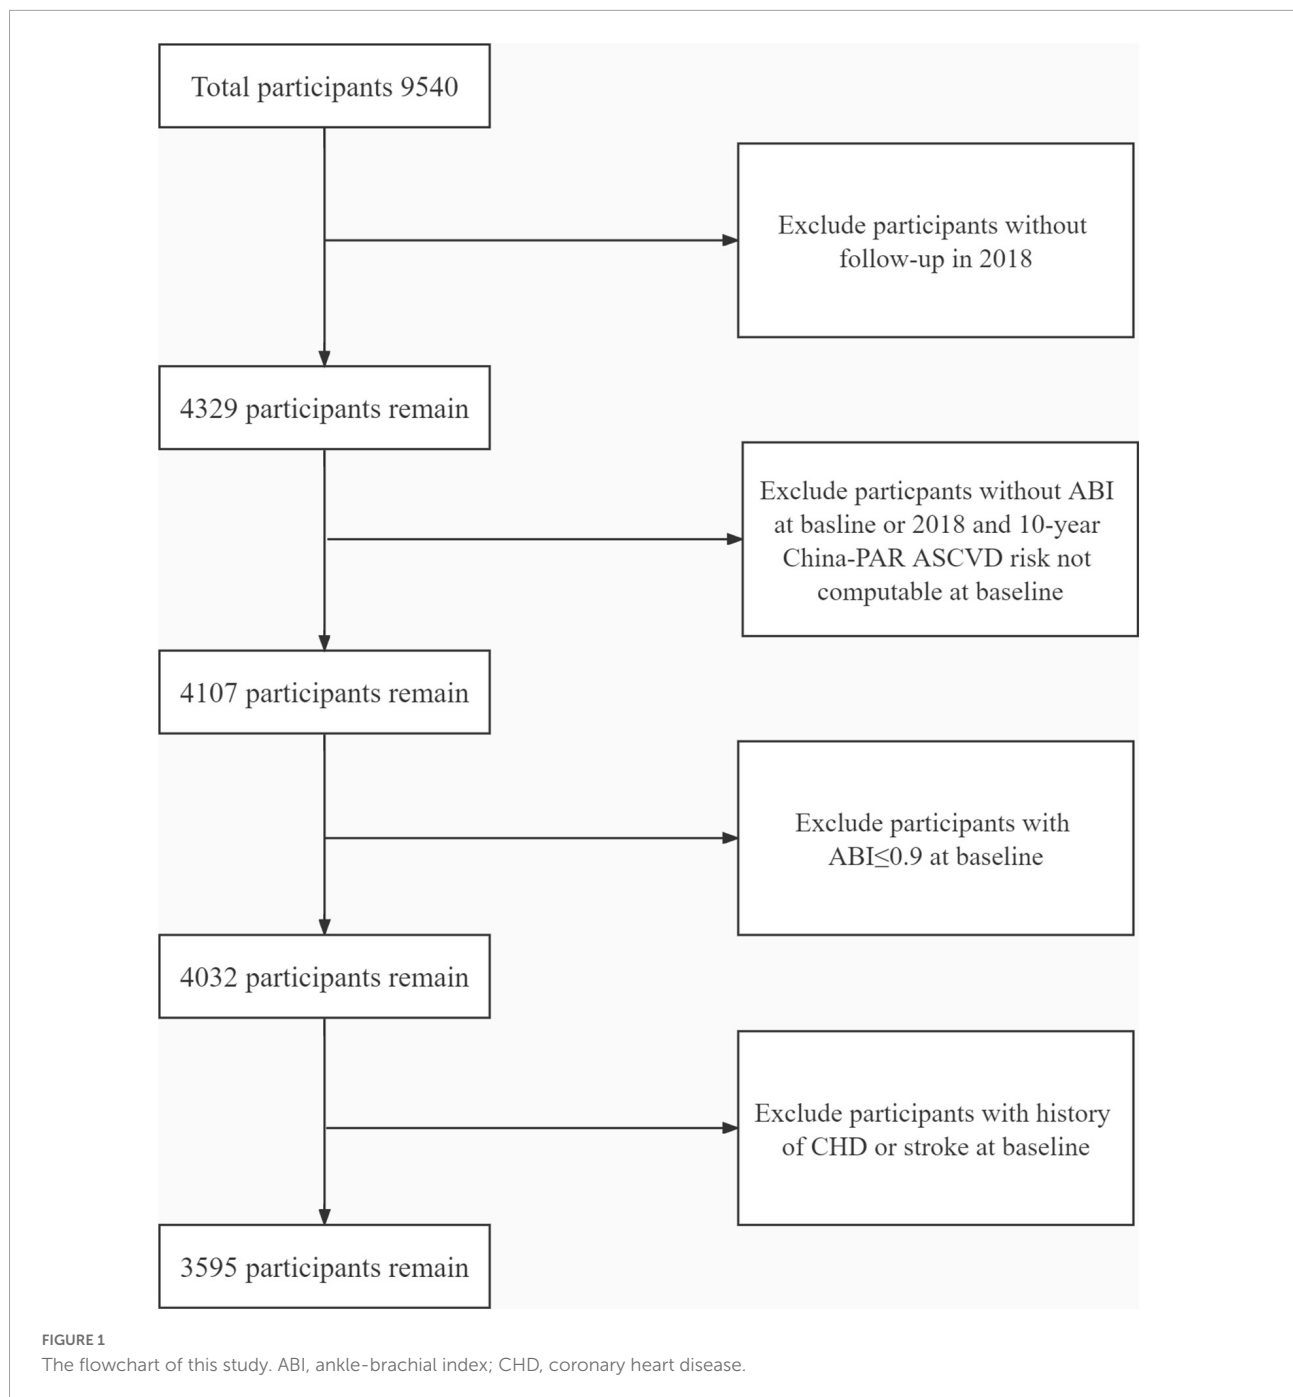 Total participants 9540
Exclude participants without
follow-up in 2018
4329 participants remain
Exclude particpants without ABI
at basline or 2018 and 10-year
China-PAR ASCVD risk not
computable at baseline
4107 participants remain
Exclude participants with
ABI≤0.9 at baseline
4032 participants remain
Exclude participants with history
of CHD or stroke at baseline
3595 participants remain
FIGURE 1
The flowchart of this study. ABI, ankle-brachial index; CHD, coronary heart disease.